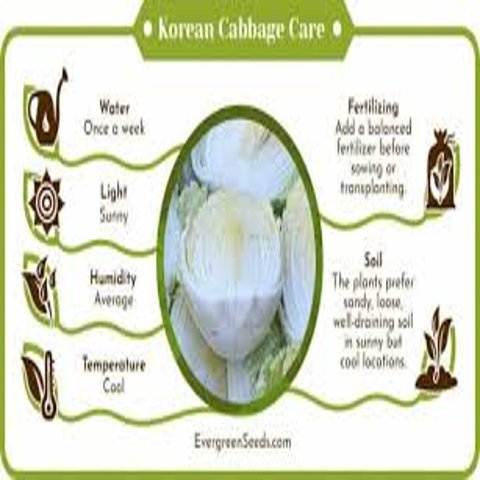 Korean Cabbage Care
Water
Once a week
Light
Sunny
Humidity
Average
Temperature
Cool
Fertilizing
Add a balanced
fertilizer before
sowing or
transplanting.
Soil
The plants prefer
sandy, loose,
well-draining soil
in sunny but
cool locations.
EvergreenSeeds.com